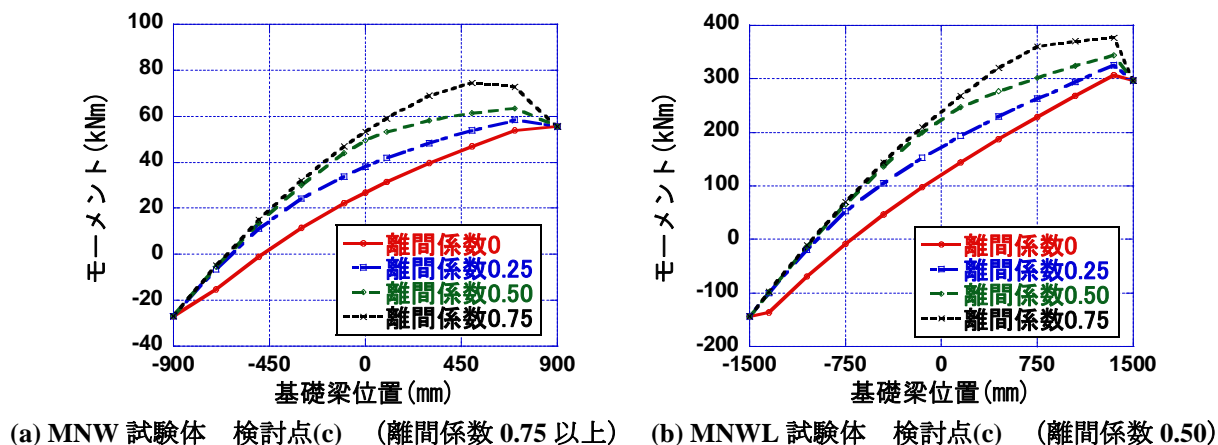 100
80
60
40
20
0
-20
-40
モーメント(kNm)
-900 -450 0 450 900
基礎梁位置(mm)
離間係数0
離間係数0.25
離間係数0.50
離間係数0.75
(a) MNW 試験体 検討点(c) (離間係数 0.75 以上)
400
300
200
100
0
-100
-200
モーメント(kNm)
-1500 -750 0 750 1500
基礎梁位置(mm)
離間係数0
離間係数0.25
離間係数0.50
離間係数0.75
(b) MNWL 試験体 検討点(c) (離間係数 0.50)